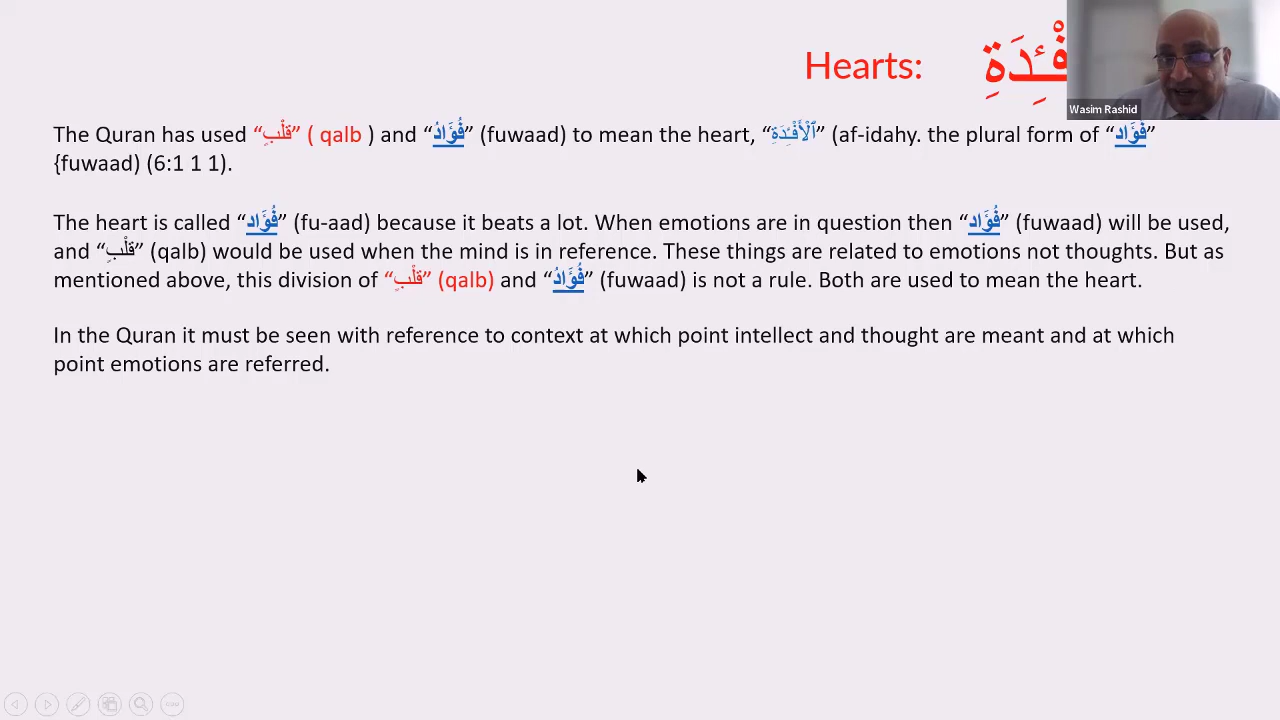 Hearts:
Wasim Rashid
The Quran has used “قلْبٍ” ( qalb ) and “فُؤَادُ” (fuwaad) to mean the heart, “ٱلْأَفْـِٔدَةِ” (af-idahy. the plural form of “فُؤَاد”
{fuwaad) (6:1 1 1).
The heart is called “فُؤَاد” (fu-aad) because it beats a lot. When emotions are in question then “فُؤَاد” (fuwaad) will be used,
and “قلْبٍ” (qalb) would be used when the mind is in reference. These things are related to emotions not thoughts. But as
mentioned above, this division of “قلْبٍ” (qalb) and “فُؤَادُ” (fuwaad) is not a rule. Both are used to mean the heart.
In the Quran it must be seen with reference to context at which point intellect and thought are meant and at which
point emotions are referred.